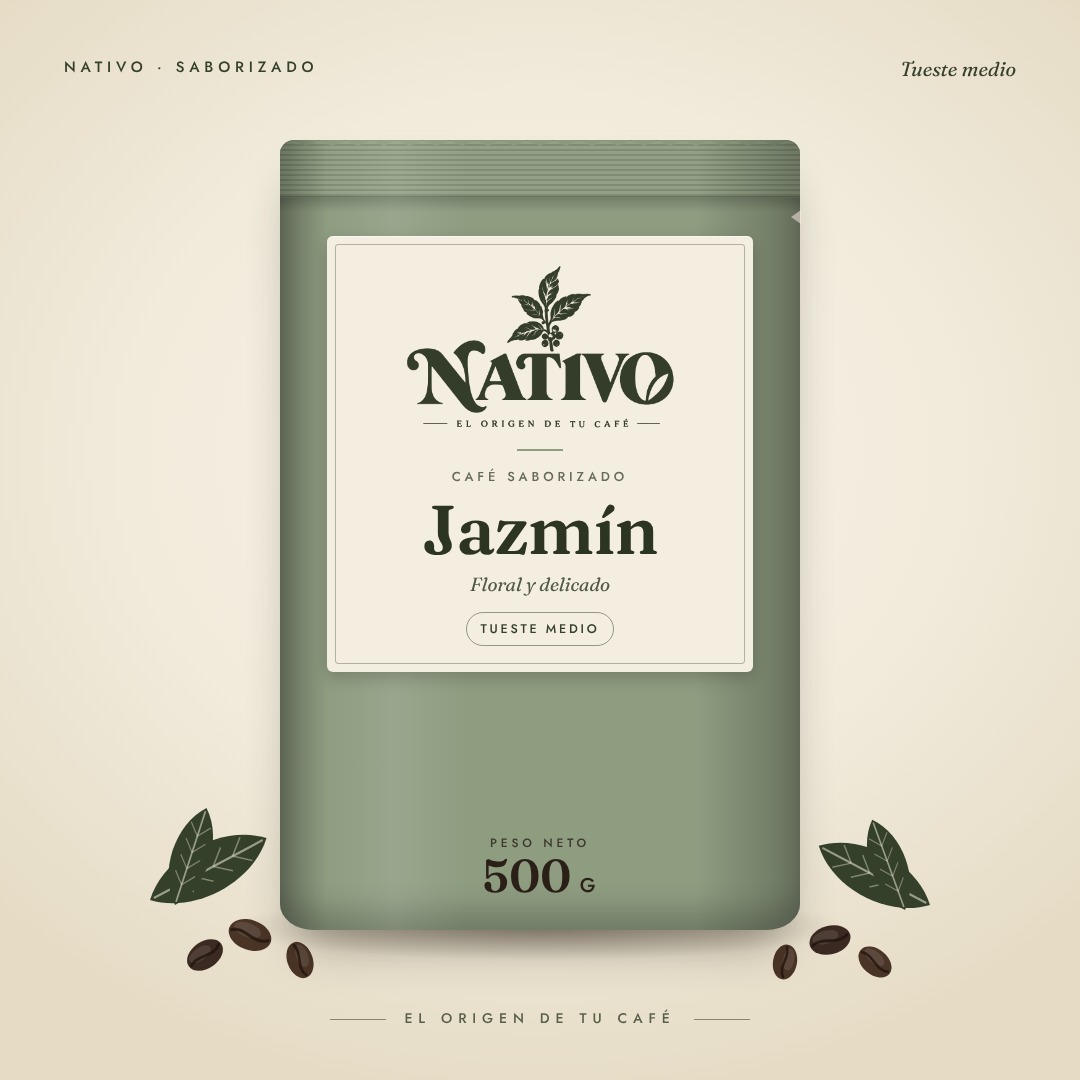 NATIVO · SABORIZADO
Tueste medio
NATIVO
EL ORIGEN DE TU CAFÉ
CAFÉ SABORIZADO
Jazmín
Floral y delicado
TUESTE MEDIO
PESO NETO
500 G
EL ORIGEN DE TU CAFÉ